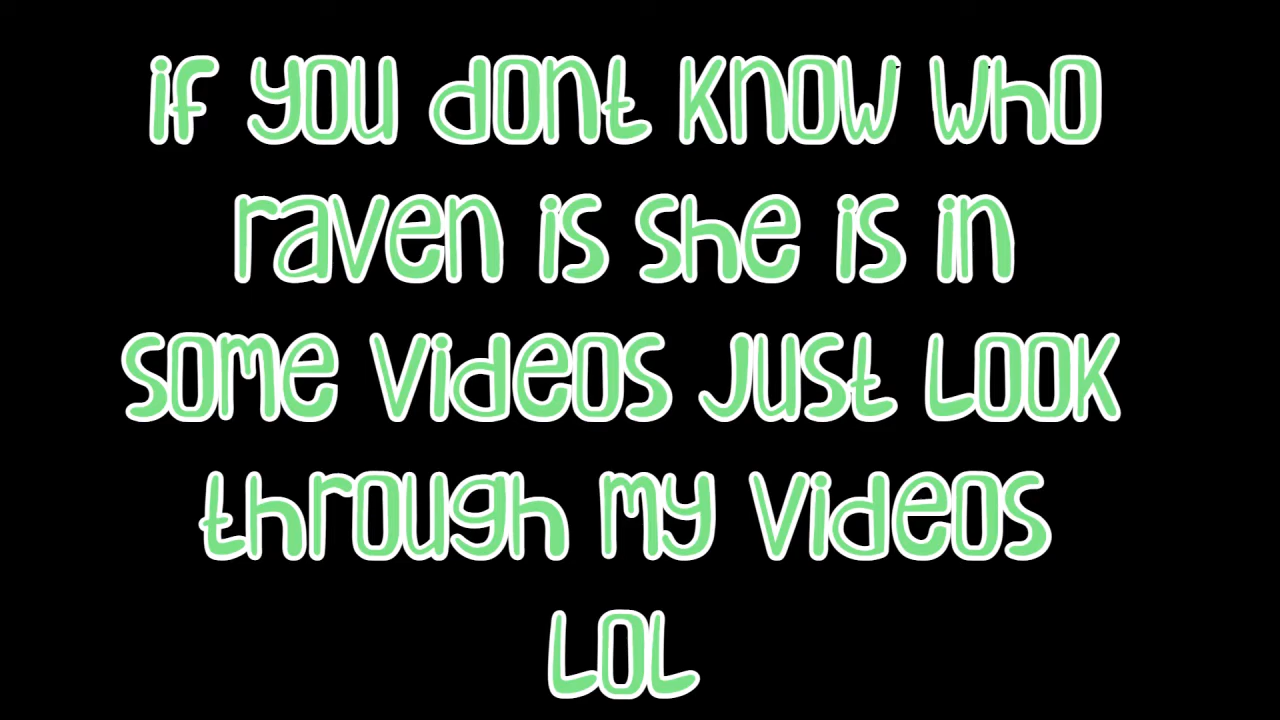 if you dont know who
raven is she is in
some videos just look
through my videos
LOL